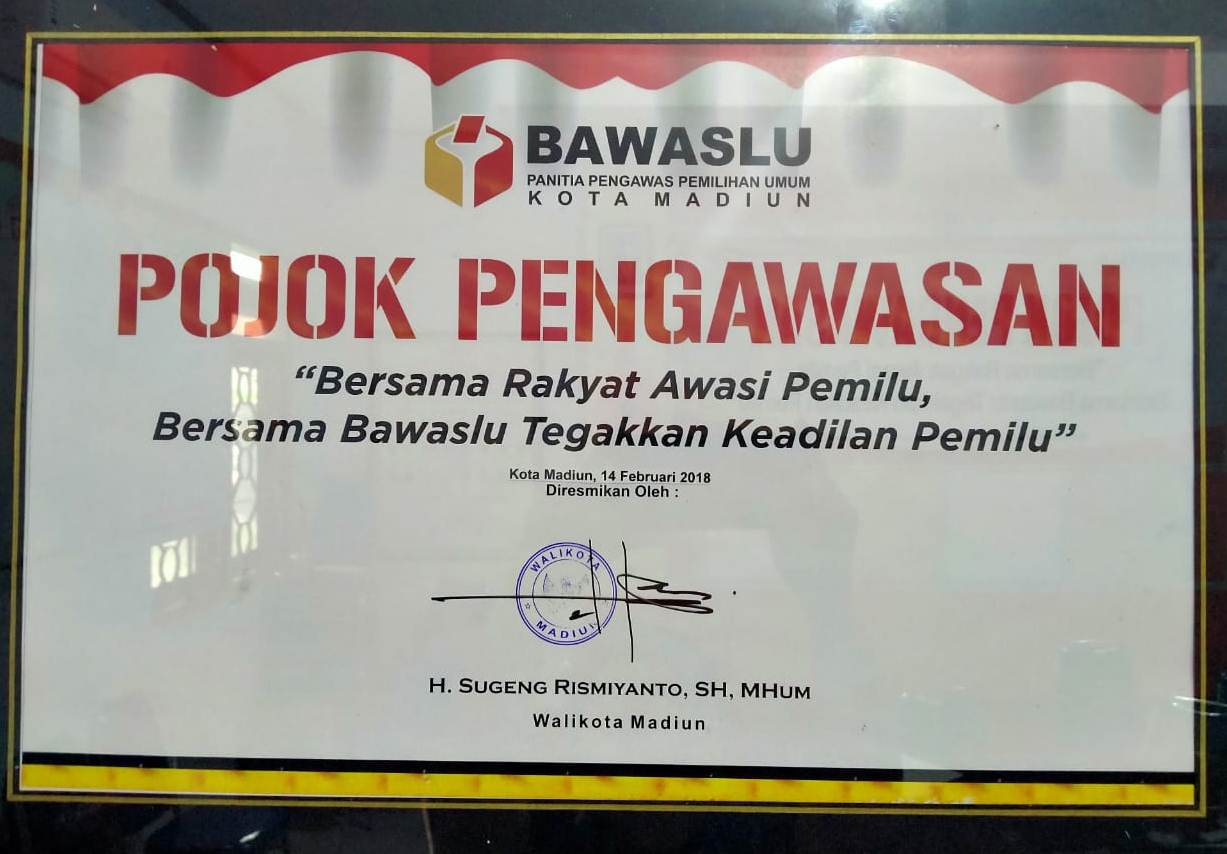 BAWASLU
PANITIA PENGAWAS PEMILIHAN UMUM
KOTA MADIUN
POJOK PENGAWASAN
“Bersama Rakyat Awasi Pemilu,
Bersama Bawaslu Tegakkan Keadilan Pemilu”
Kota Madiun, 14 Februari 2018
Diresmikan Oleh :
WALIKOTA
MADIUN
H. SUGENG RISMIYANTO, SH, MHUM
Walikota Madiun